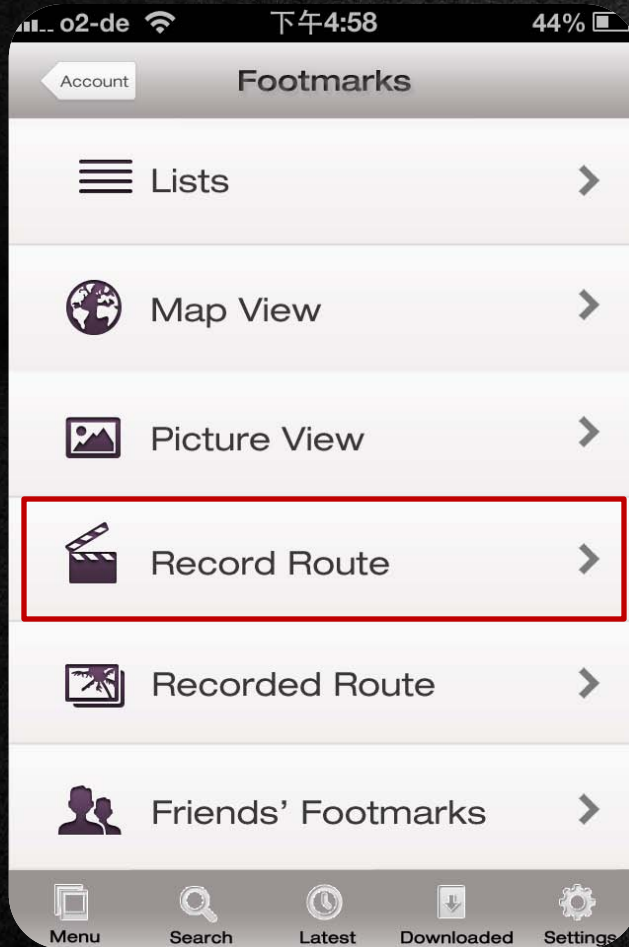 o2-de 下午4:58 44%
Account Footmarks
Lists
Map View
Picture View
Record Route
Recorded Route
Friends’ Footmarks
Menu Search Latest Downloaded Settings